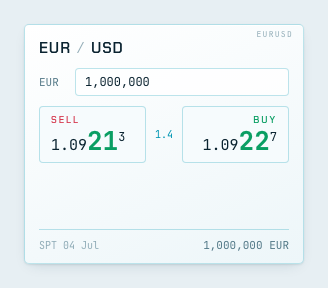 EURUSD
EUR / USD
EUR 1,000,000
SELL BUY
1.09213 1.4 1.09227
SPT 04 Jul 1,000,000 EUR